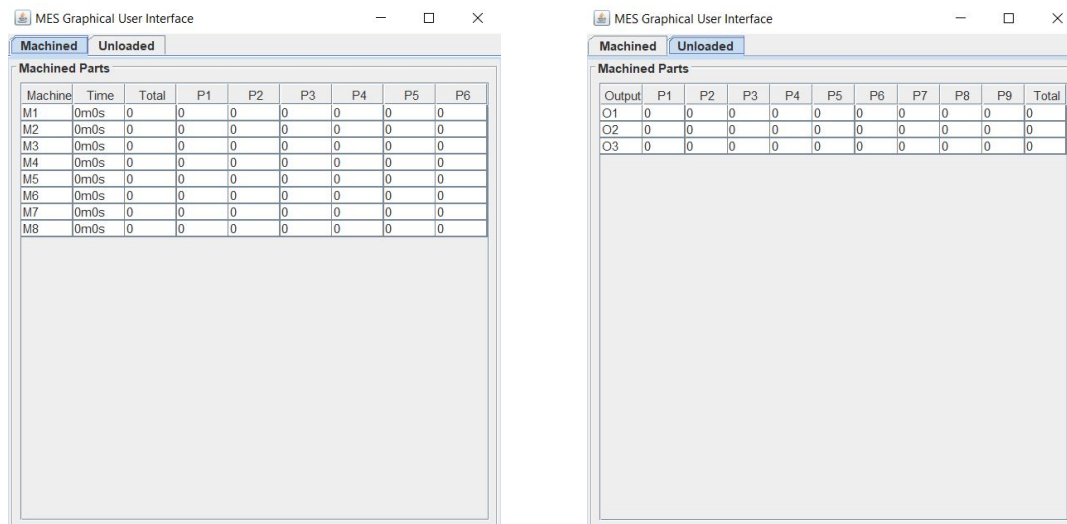 MES Graphical User Interface
Machined Unloaded
Machined Parts
Machine Time Total P1 P2 P3 P4 P5 P6
M1 0m0s 0 0 0 0 0 0 0
M2 0m0s 0 0 0 0 0 0 0
M3 0m0s 0 0 0 0 0 0 0
M4 0m0s 0 0 0 0 0 0 0
M5 0m0s 0 0 0 0 0 0 0
M6 0m0s 0 0 0 0 0 0 0
M7 0m0s 0 0 0 0 0 0 0
M8 0m0s 0 0 0 0 0 0 0
MES Graphical User Interface
Machined Unloaded
Machined Parts
Output P1 P2 P3 P4 P5 P6 P7 P8 P9 Total
O1 0 0 0 0 0 0 0 0 0 0
O2 0 0 0 0 0 0 0 0 0 0
O3 0 0 0 0 0 0 0 0 0 0